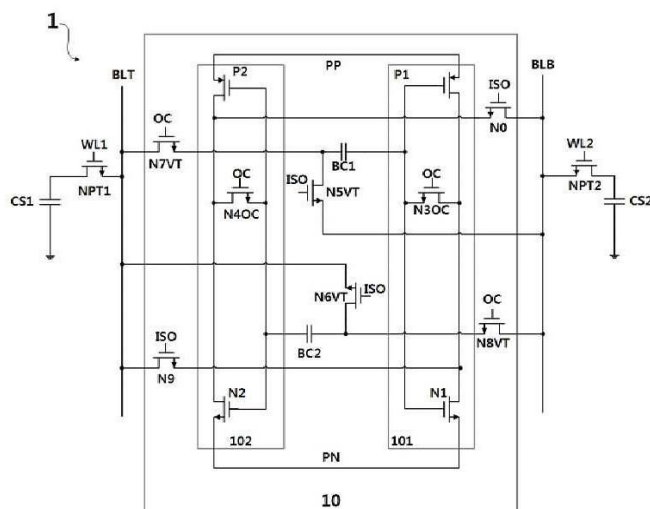 1
BLT
P2
PP
P1
BLB
ISO
N0
OC
WL1
N7VT
BC1
WL2
CS1
NPT1
OC
N4OC
ISO
N5VT
OC
N3OC
NPT2
CS2
N6VT
ISO
OC
BC2
N8VT
ISO
N9
N2
N1
102
101
PN
10